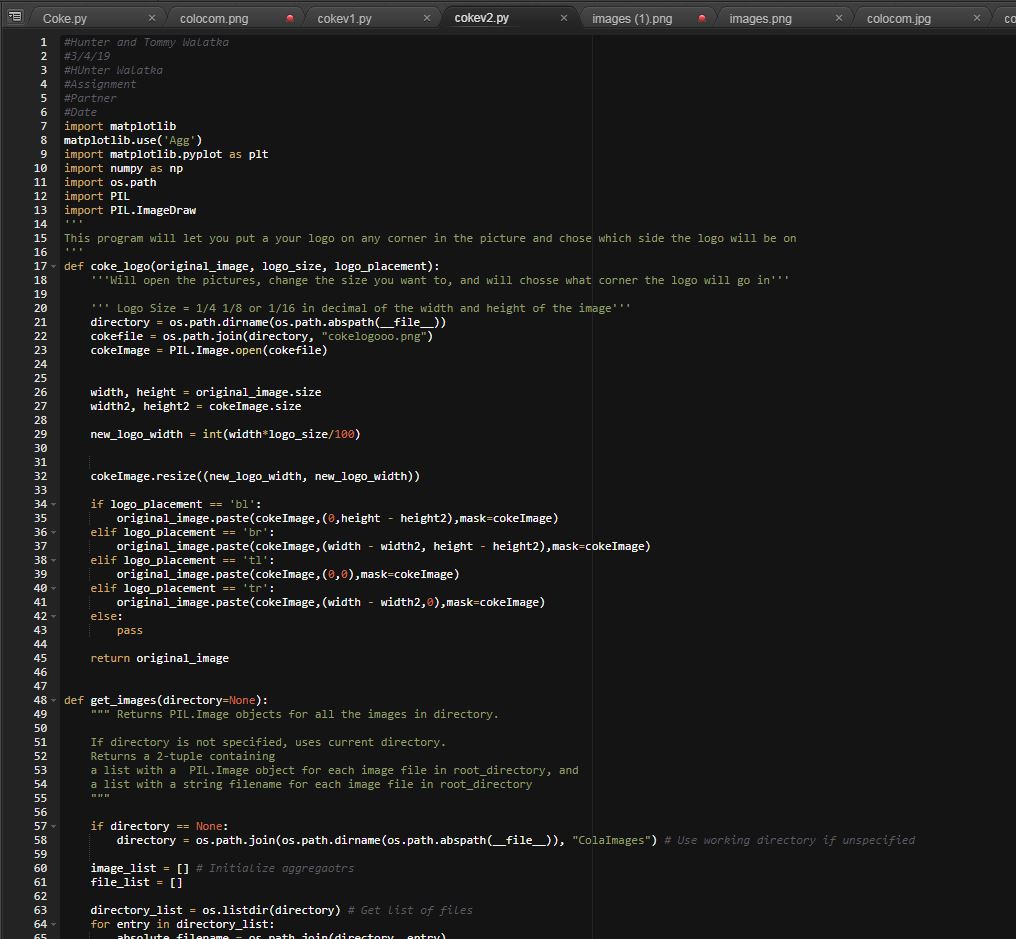 Coke.py × colocom.png cokev1.py × cokev2.py × images (1).png images.png × colocom.jpg × co
1 #Hunter and Tommy Walatka
2 #3/4/19
3 #HUnter Walatka
4 #Assignment
5 #Partner
6 #Date
7 import matplotlib
8 matplotlib.use('Agg')
9 import matplotlib.pyplot as plt
10 import numpy as np
11 import os.path
12 import PIL
13 import PIL.ImageDraw
14 '''
15 This program will let you put a your logo on any corner in the picture and chose which side the logo will be on
16 '''
17 def coke_logo(original_image, logo_size, logo_placement):
18     '''Will open the pictures, change the size you want to, and will chosse what corner the logo will go in'''
19
20     ''' Logo Size = 1/4 1/8 or 1/16 in decimal of the width and height of the image'''
21     directory = os.path.dirname(os.path.abspath(__file__))
22     cokefile = os.path.join(directory, "cokelogooo.png")
23     cokeImage = PIL.Image.open(cokefile)
24
25
26     width, height = original_image.size
27     width2, height2 = cokeImage.size
28
29     new_logo_width = int(width*logo_size/100)
30
31
32     cokeImage.resize((new_logo_width, new_logo_width))
33
34     if logo_placement == 'bl':
35         original_image.paste(cokeImage,(0,height - height2),mask=cokeImage)
36     elif logo_placement == 'br':
37         original_image.paste(cokeImage,(width - width2, height - height2),mask=cokeImage)
38     elif logo_placement == 'tl':
39         original_image.paste(cokeImage,(0,0),mask=cokeImage)
40     elif logo_placement == 'tr':
41         original_image.paste(cokeImage,(width - width2,0),mask=cokeImage)
42     else:
43         pass
44
45     return original_image
46
47
48 def get_images(directory=None):
49     """ Returns PIL.Image objects for all the images in directory.
50
51     If directory is not specified, uses current directory.
52     Returns a 2-tuple containing
53     a list with a  PIL.Image object for each image file in root_directory, and
54     a list with a string filename for each image file in root_directory
55     """
56
57     if directory == None:
58         directory = os.path.join(os.path.dirname(os.path.abspath(__file__)), "ColaImages") # Use working directory if unspecified
59
60     image_list = [] # Initialize aggregaotrs
61     file_list = []
62
63     directory_list = os.listdir(directory) # Get list of files
64     for entry in directory_list:
65         absolute_filename = os.path.join(directory, entry)